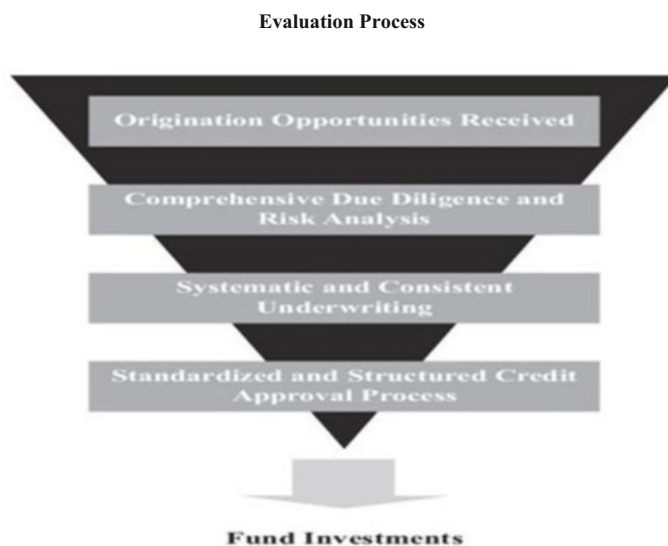 Evaluation Process
Origination Opportunities Received
Comprehensive Due Diligence and
Risk Analysis
Systematic and Consistent
Underwriting
Standardized and Structured Credit
Approval Process
Fund Investments